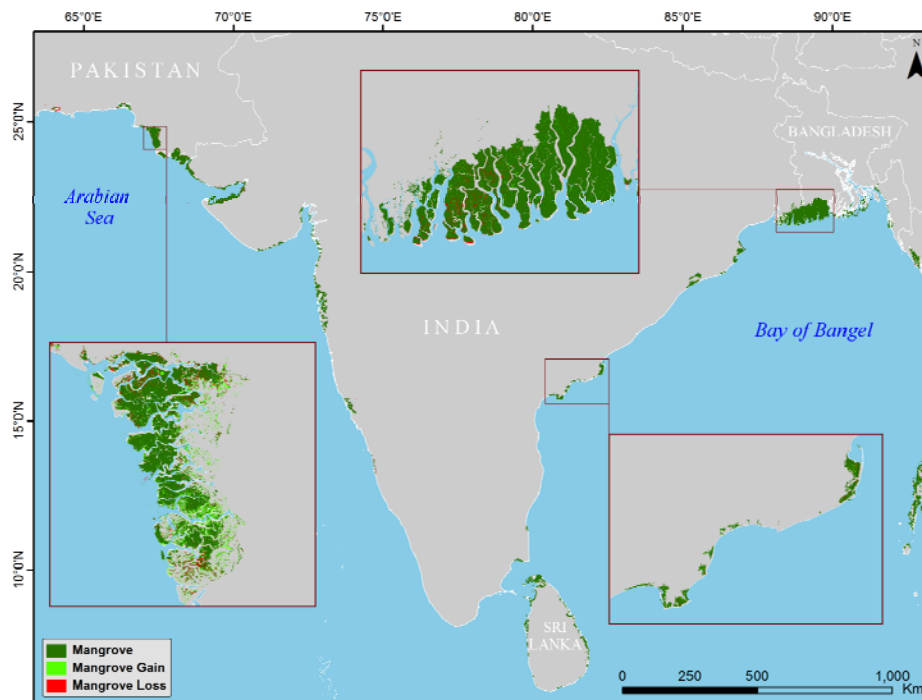 65°0'E 70°0'E 75°0'E 80°0'E 85°0'E 90°0'E
N
PAKISTAN
25°0'N
BANGLADESH
Arabian
Sea
20°0'N
INDIA
Bay of Bangel
15°0'N
10°0'N
SRI
LANKA
Mangrove
Mangrove Gain
Mangrove Loss
0 250 500 1,000
Km